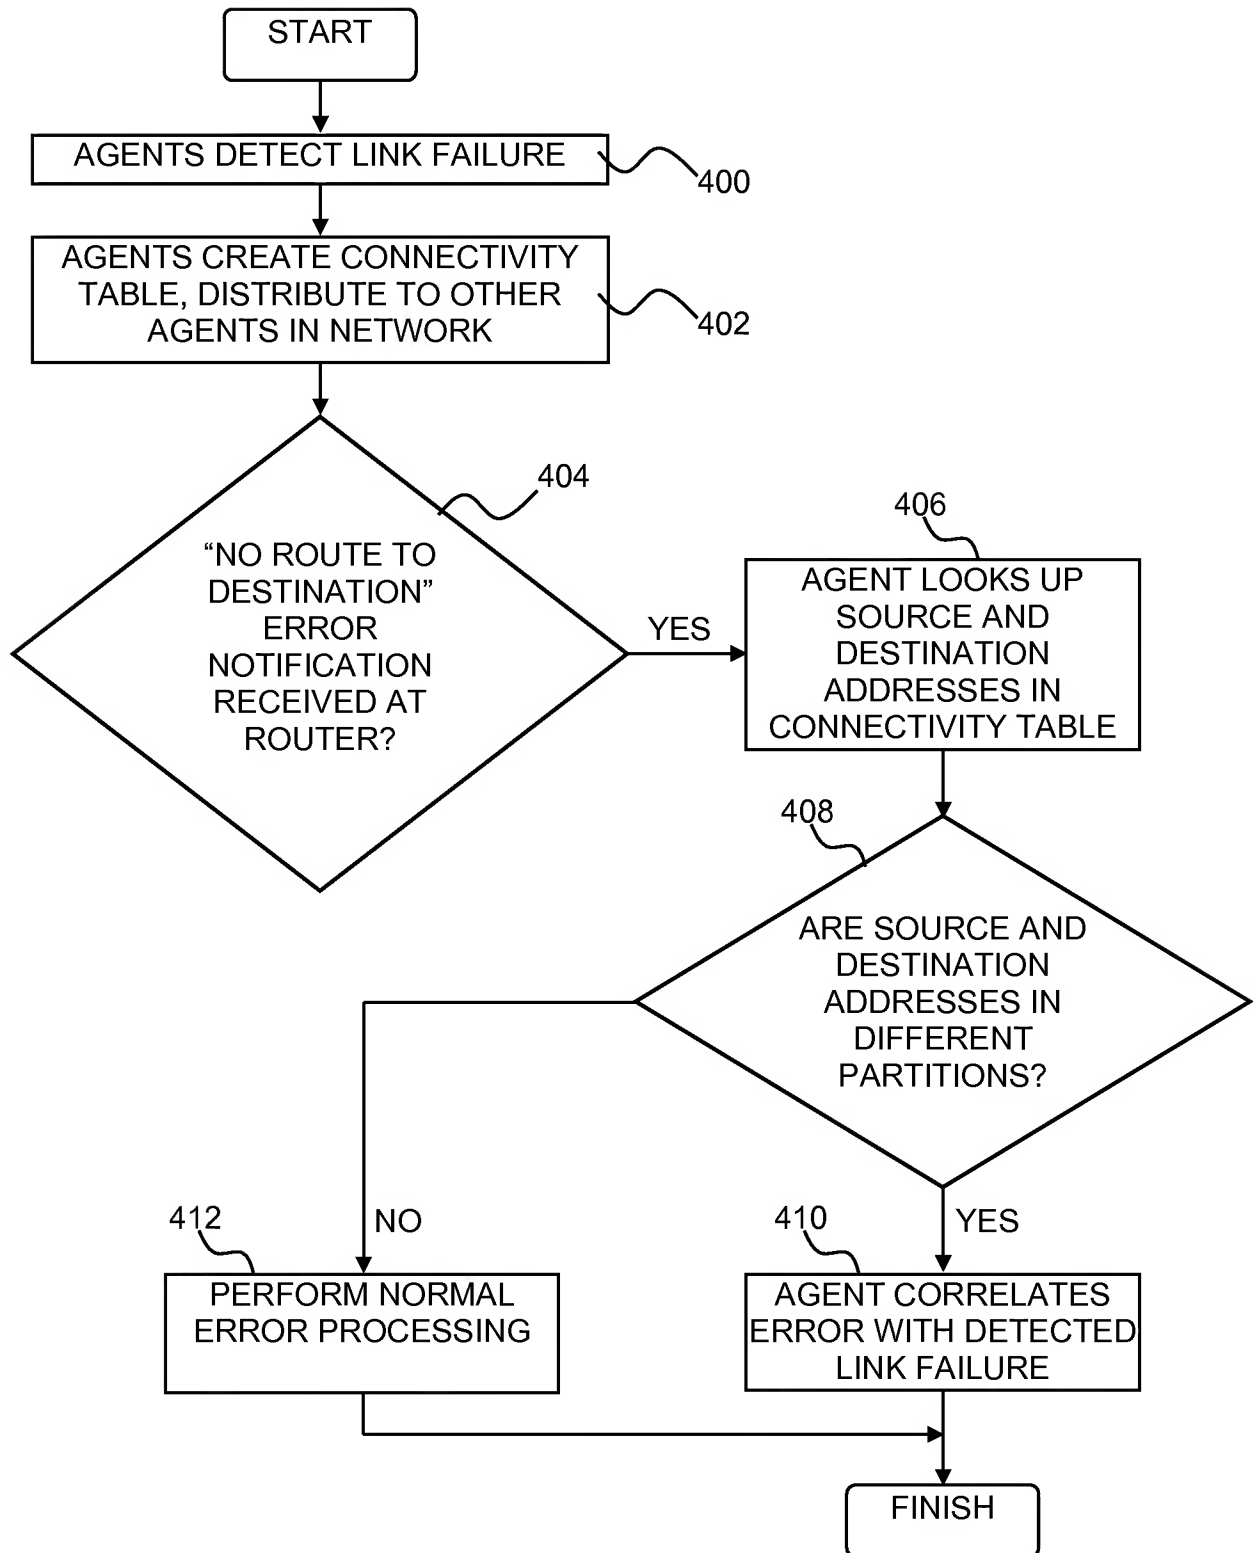 START
AGENTS DETECT LINK FAILURE
400
AGENTS CREATE CONNECTIVITY
TABLE, DISTRIBUTE TO OTHER
AGENTS IN NETWORK
402
404
“NO ROUTE TO
DESTINATION”
ERROR
NOTIFICATION
RECEIVED AT
ROUTER?
YES
406
AGENT LOOKS UP
SOURCE AND
DESTINATION
ADDRESSES IN
CONNECTIVITY TABLE
408
ARE SOURCE AND
DESTINATION
ADDRESSES IN
DIFFERENT
PARTITIONS?
412
NO
PERFORM NORMAL
ERROR PROCESSING
410
YES
AGENT CORRELATES
ERROR WITH DETECTED
LINK FAILURE
FINISH